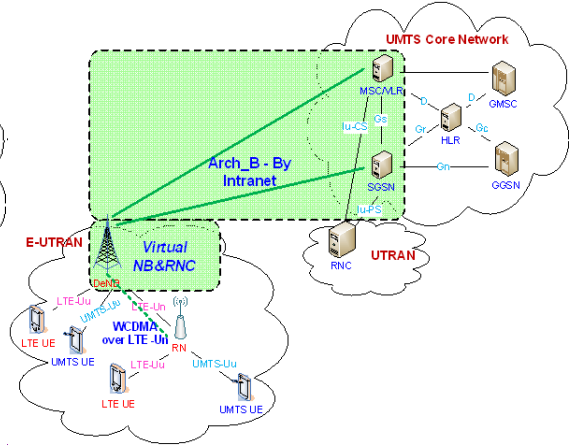 UMTS Core Network
MSC/VLR
GMSC
D
D
Iu-CS
Gs
HLR
Gr
Gc
Arch_B - By
Intranet
SGSN
Gn
GGSN
Iu-PS
E-UTRAN
Virtual
NB&RNC
RNC
UTRAN
DeNB
LTE-Uu
UMTS-Uu
LTE-Un
WCDMA
over LTE -Un
RN
LTE UE
UMTS UE
LTE-Uu
UMTS-Uu
LTE UE
UMTS UE